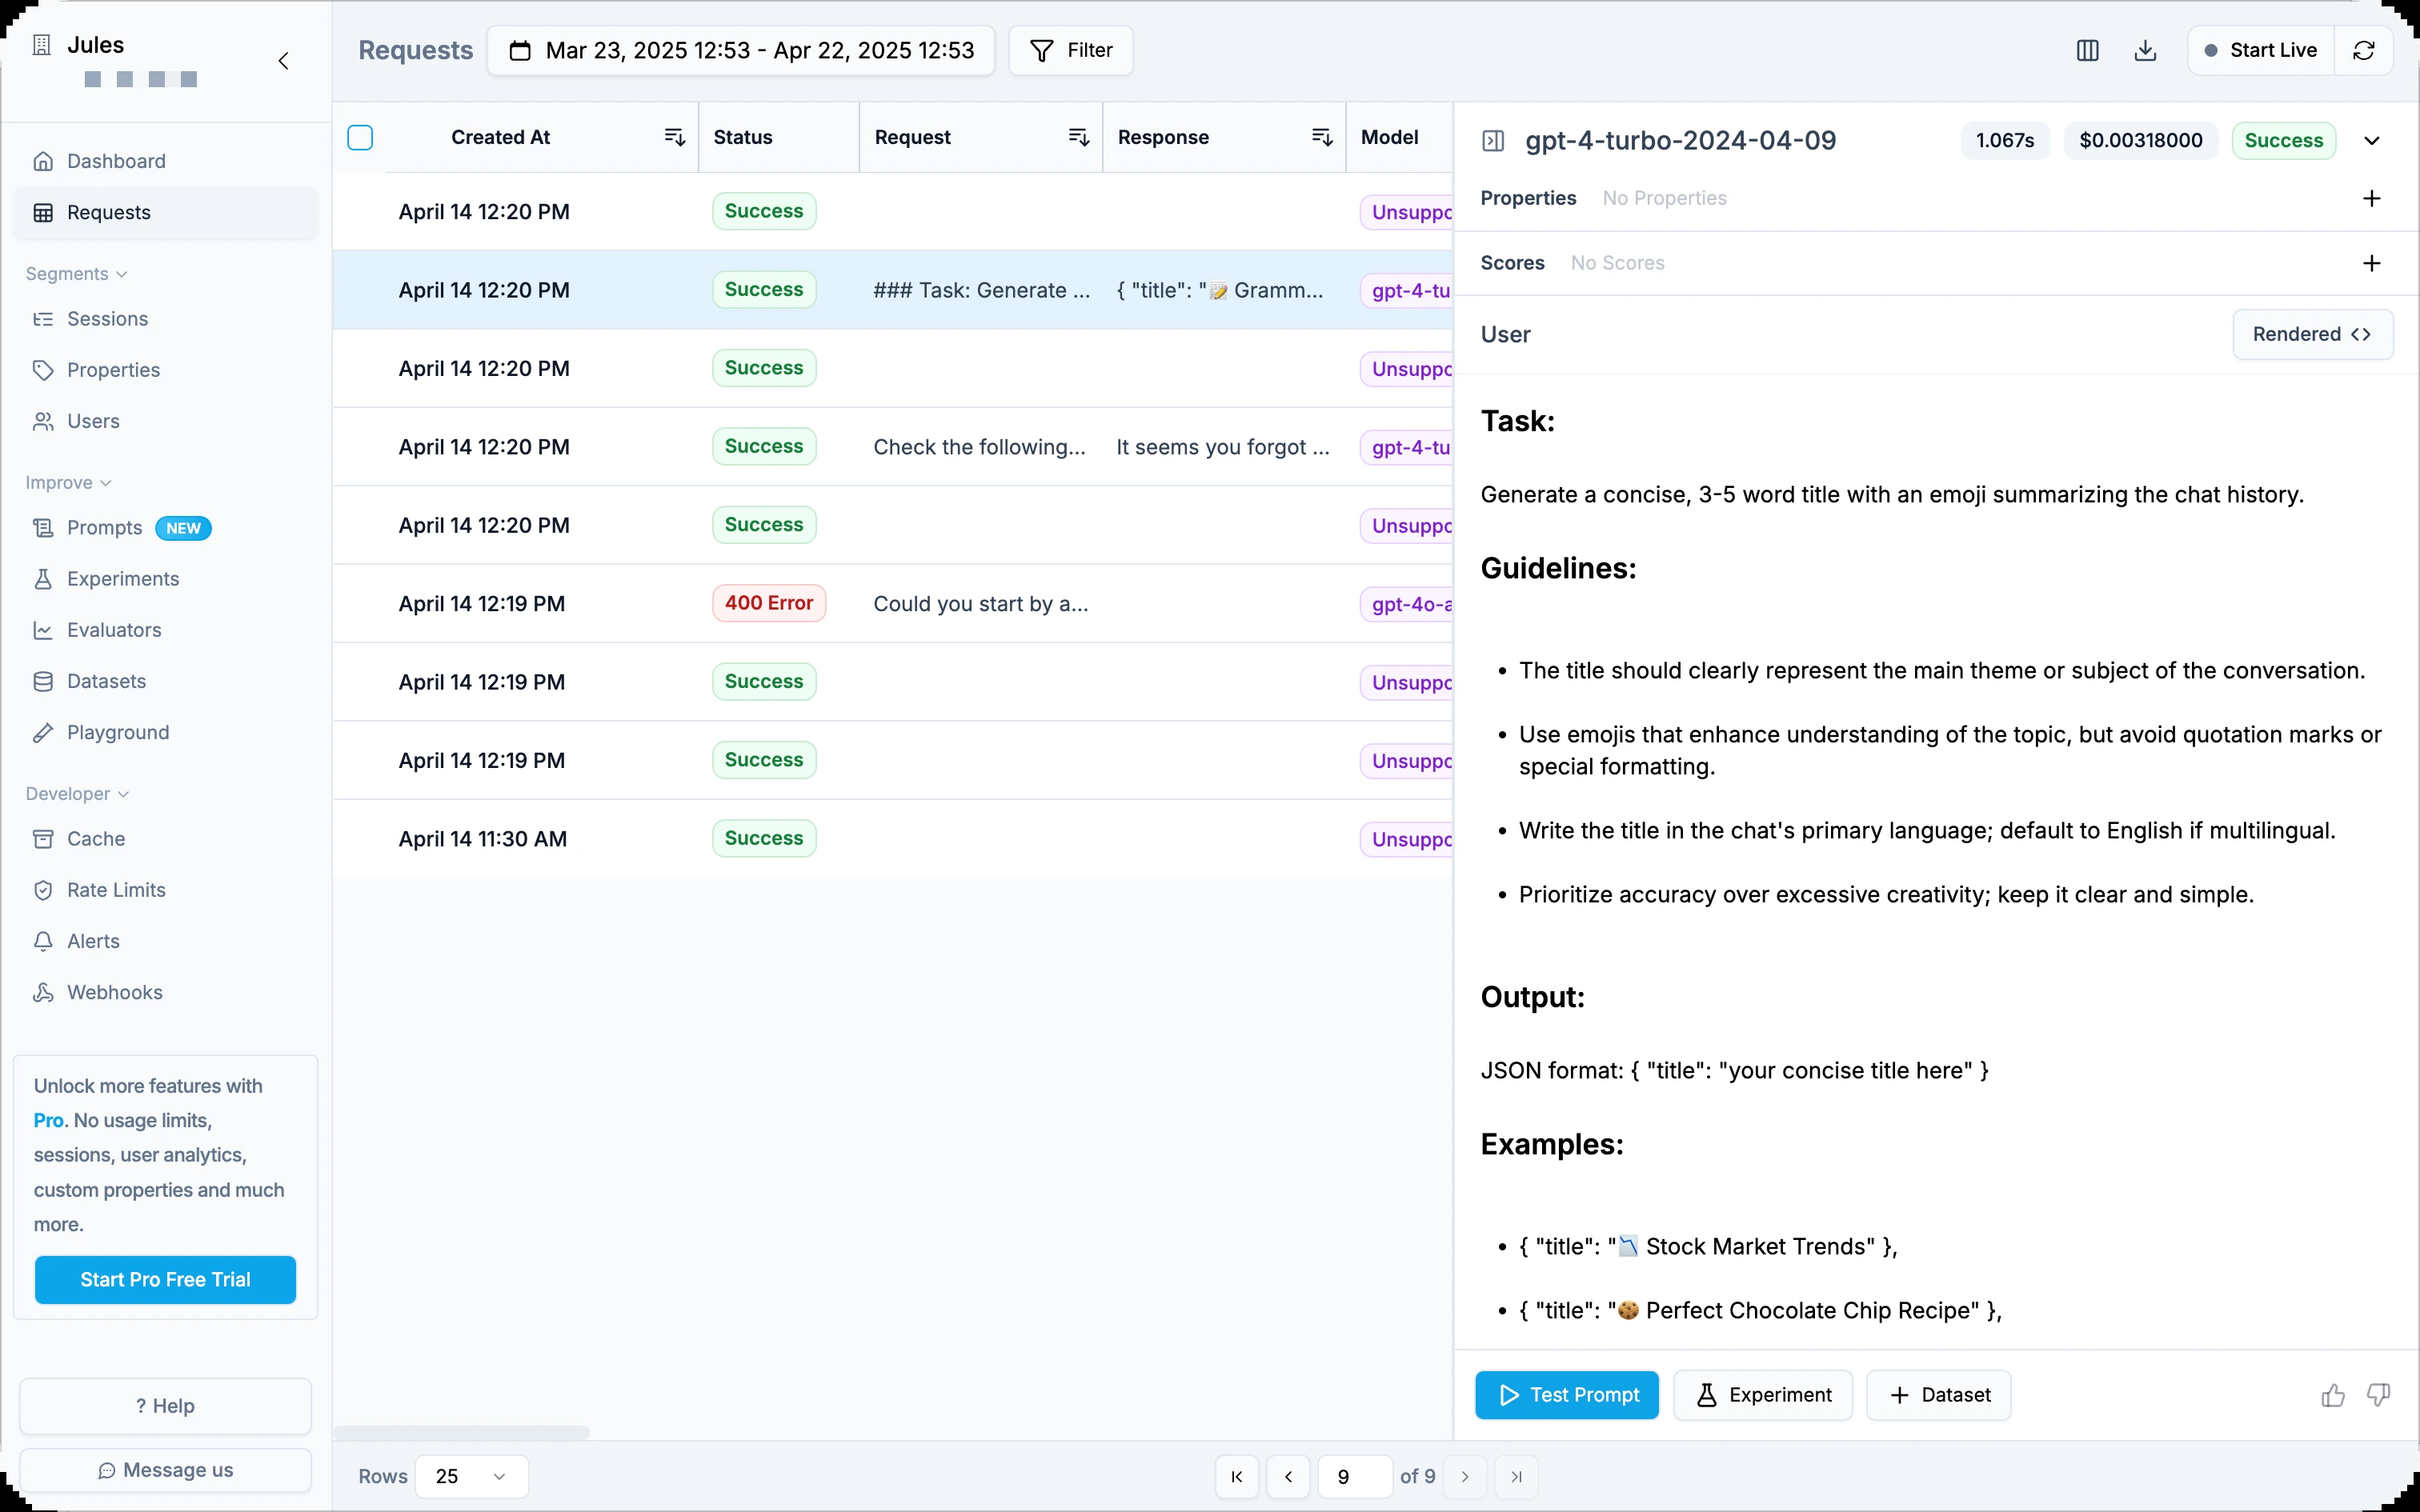 Jules
Dashboard
Requests
Segments
Sessions
Properties
Users
Improve
Prompts NEW
Experiments
Evaluators
Datasets
Playground
Developer
Cache
Rate Limits
Alerts
Webhooks
Unlock more features with
Pro. No usage limits,
sessions, user analytics,
custom properties and much
more.
Start Pro Free Trial
? Help
Message us
Requests Mar 23, 2025 12:53 - Apr 22, 2025 12:53 Filter Start Live
Created At Status Request Response Model
April 14 12:20 PM Success Unsuppo
April 14 12:20 PM Success ### Task: Generate ... { "title": "📝 Gramm... gpt-4-tu
April 14 12:20 PM Success Unsuppo
April 14 12:20 PM Success Check the following... It seems you forgot ... gpt-4-tu
April 14 12:20 PM Success Unsuppo
April 14 12:19 PM 400 Error Could you start by a... gpt-4o-a
April 14 12:19 PM Success Unsuppo
April 14 12:19 PM Success Unsuppo
April 14 11:30 AM Success Unsuppo
Rows 25 9 of 9
gpt-4-turbo-2024-04-09 1.067s $0.00318000 Success
Properties No Properties
Scores No Scores
User Rendered
Task:
Generate a concise, 3-5 word title with an emoji summarizing the chat history.
Guidelines:
• The title should clearly represent the main theme or subject of the conversation.
• Use emojis that enhance understanding of the topic, but avoid quotation marks or
special formatting.
• Write the title in the chat's primary language; default to English if multilingual.
• Prioritize accuracy over excessive creativity; keep it clear and simple.
Output:
JSON format: { "title": "your concise title here" }
Examples:
• { "title": "📉 Stock Market Trends" },
• { "title": "🍪 Perfect Chocolate Chip Recipe" },
Test Prompt Experiment + Dataset